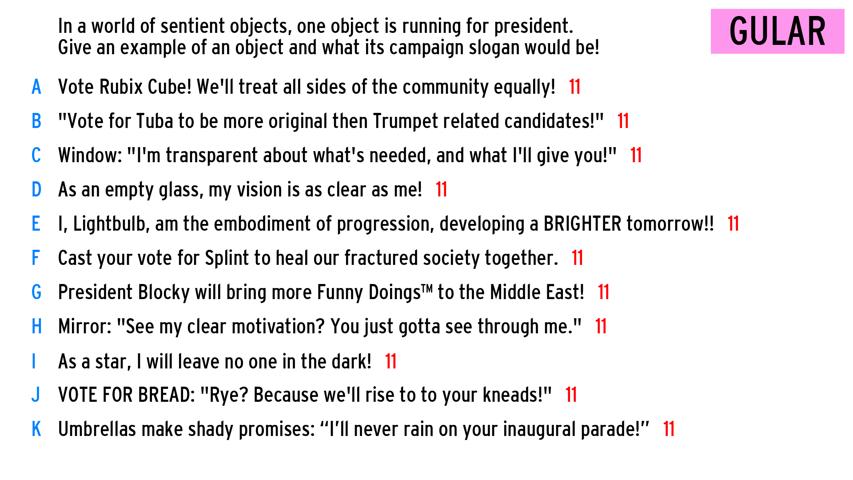 In a world of sentient objects, one object is running for president.
Give an example of an object and what its campaign slogan would be!
GULAR
A Vote Rubix Cube! We'll treat all sides of the community equally! 11
B "Vote for Tuba to be more original then Trumpet related candidates!" 11
C Window: "I'm transparent about what's needed, and what I'll give you!" 11
D As an empty glass, my vision is as clear as me! 11
E I, Lightbulb, am the embodiment of progression, developing a BRIGHTER tomorrow!! 11
F Cast your vote for Splint to heal our fractured society together. 11
G President Blocky will bring more Funny Doings™ to the Middle East! 11
H Mirror: "See my clear motivation? You just gotta see through me." 11
I As a star, I will leave no one in the dark! 11
J VOTE FOR BREAD: "Rye? Because we'll rise to to your kneads!" 11
K Umbrellas make shady promises: “I’ll never rain on your inaugural parade!” 11